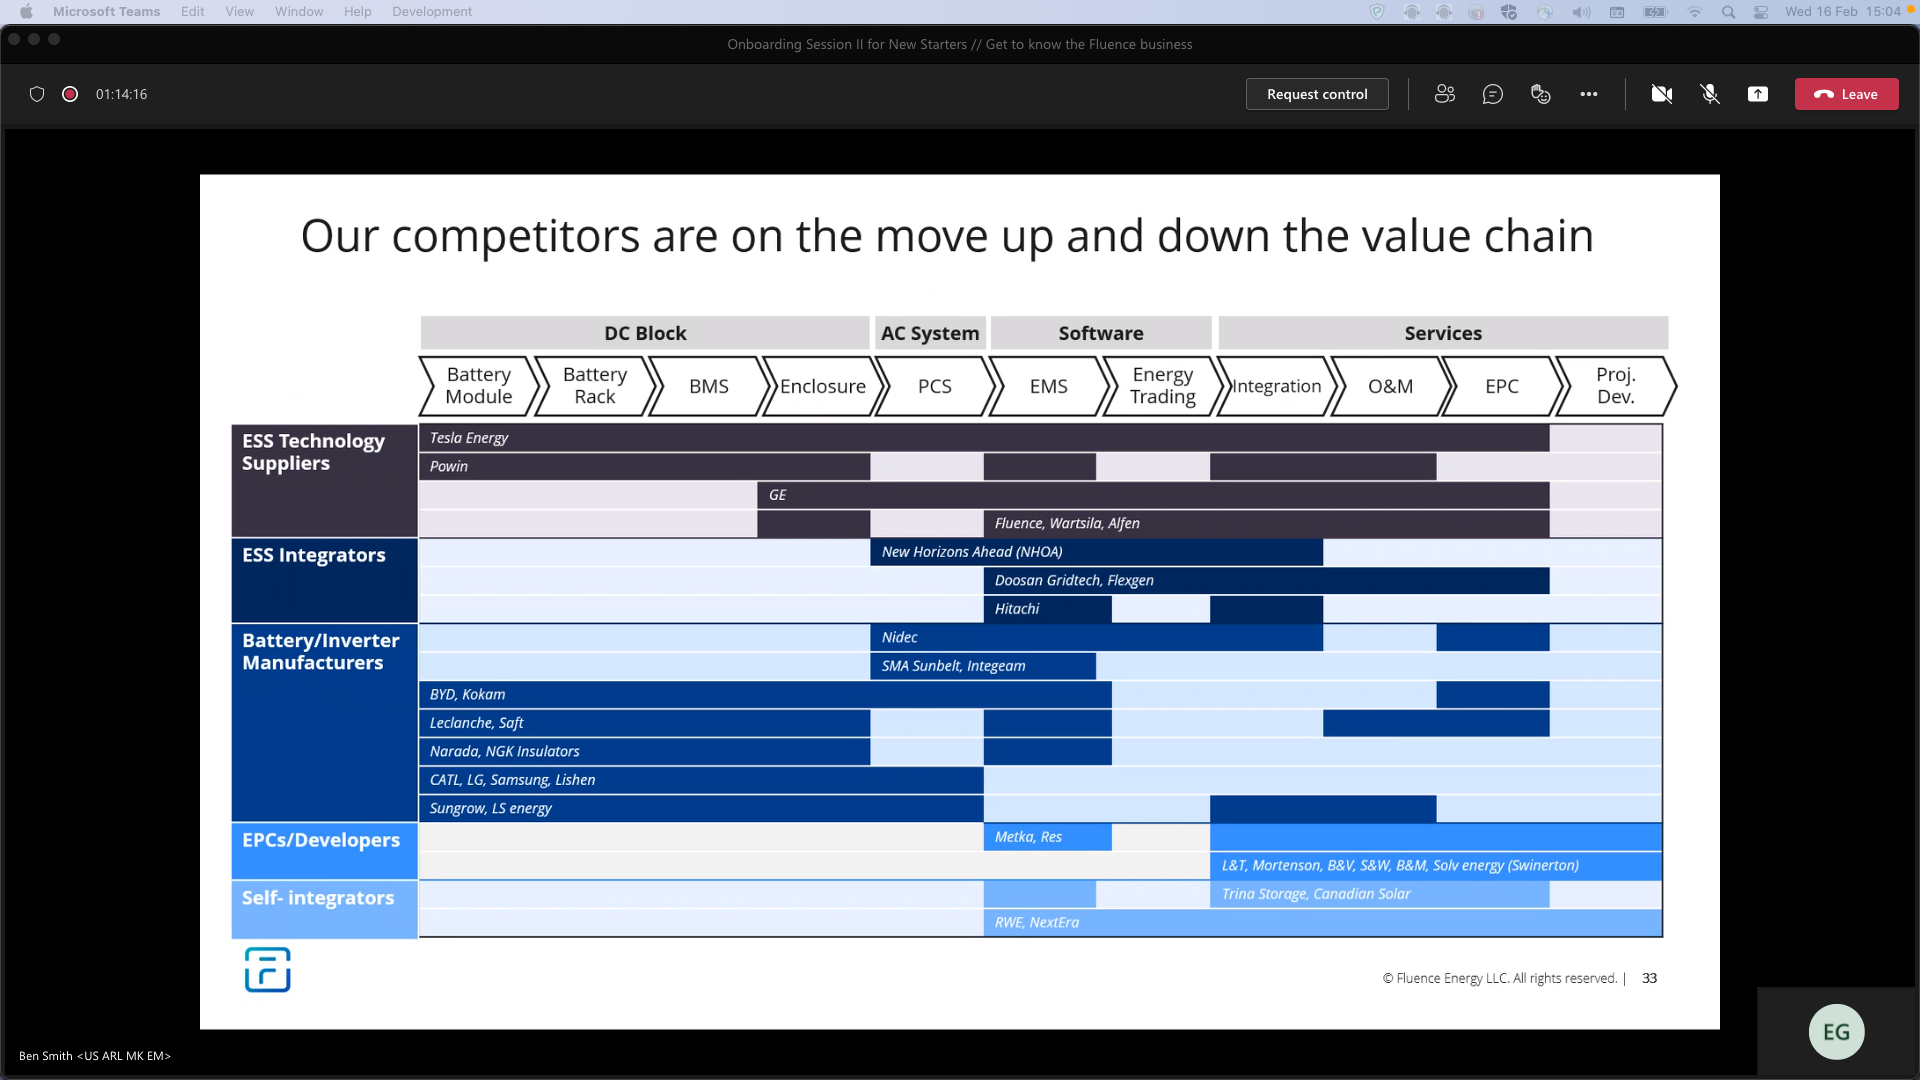 Microsoft Teams Edit View Window Help Development Wed 16 Feb 15:04
Onboarding Session II for New Starters // Get to know the Fluence business
01:14:16 Request control Leave
Our competitors are on the move up and down the value chain
DC Block AC System Software Services
Battery Module
Battery Rack
BMS
Enclosure
PCS
EMS
Energy Trading
Integration
O&M
EPC
Proj. Dev.
ESS Technology
Suppliers
Tesla Energy
Powin
GE
Fluence, Wartsila, Alfen
ESS Integrators
New Horizons Ahead (NHOA)
Doosan Gridtech, Flexgen
Hitachi
Battery/Inverter
Manufacturers
Nidec
SMA Sunbelt, Integeam
BYD, Kokam
Leclanche, Saft
Narada, NGK Insulators
CATL, LG, Samsung, Lishen
Sungrow, LS energy
EPCs/Developers
Metka, Res
L&T, Mortenson, B&V, S&W, B&M, Solv energy (Swinerton)
Self- integrators
Trina Storage, Canadian Solar
RWE, NextEra
© Fluence Energy LLC. All rights reserved. | 33
EG
Ben Smith <US ARL MK EM>